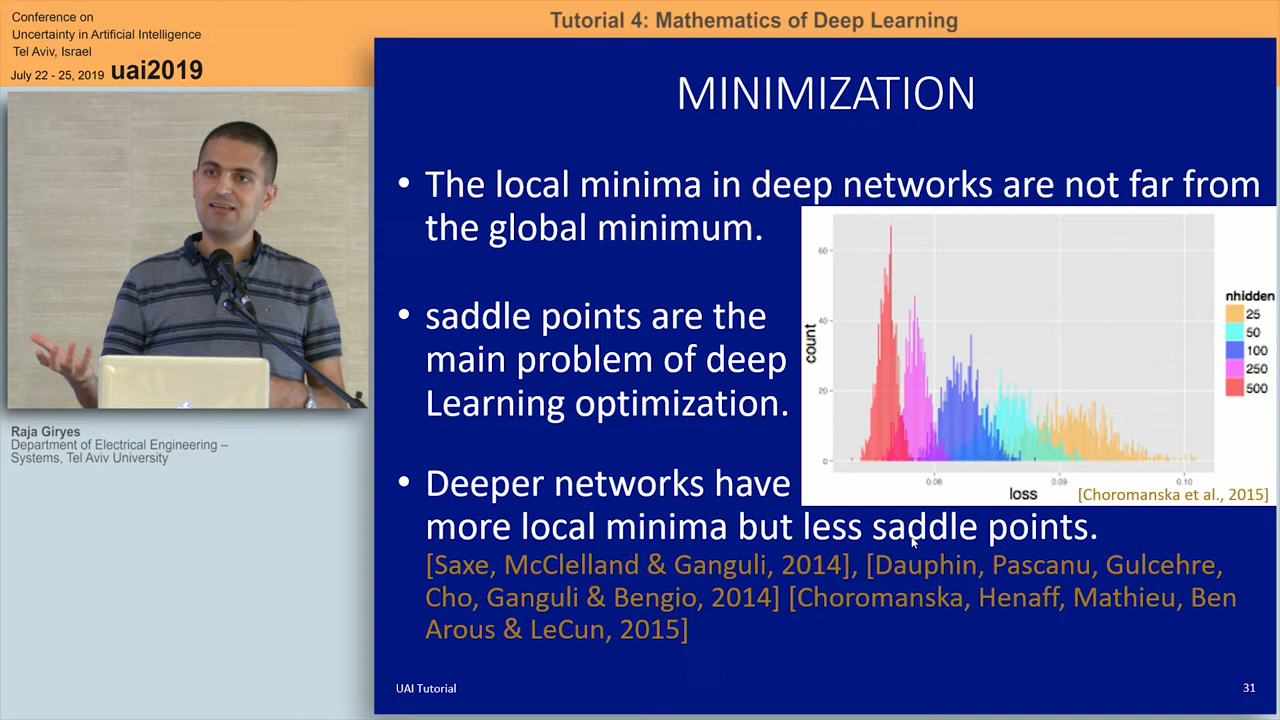 Conference on
Uncertainty in Artificial Intelligence
Tel Aviv, Israel
July 22 - 25, 2019 uai2019
Tutorial 4: Mathematics of Deep Learning
Raja Giryes
Department of Electrical Engineering –
Systems, Tel Aviv University
MINIMIZATION
• The local minima in deep networks are not far from
the global minimum.
• saddle points are the
main problem of deep
Learning optimization.
• Deeper networks have
more local minima but less saddle points.
[Saxe, McClelland & Ganguli, 2014], [Dauphin, Pascanu, Gulcehre,
Cho, Ganguli & Bengio, 2014] [Choromanska, Henaff, Mathieu, Ben
Arous & LeCun, 2015]
count
60
40
20
0
0.08 0.09 0.10
loss
nhidden
25
50
100
250
500
[Choromanska et al., 2015]
UAI Tutorial
31